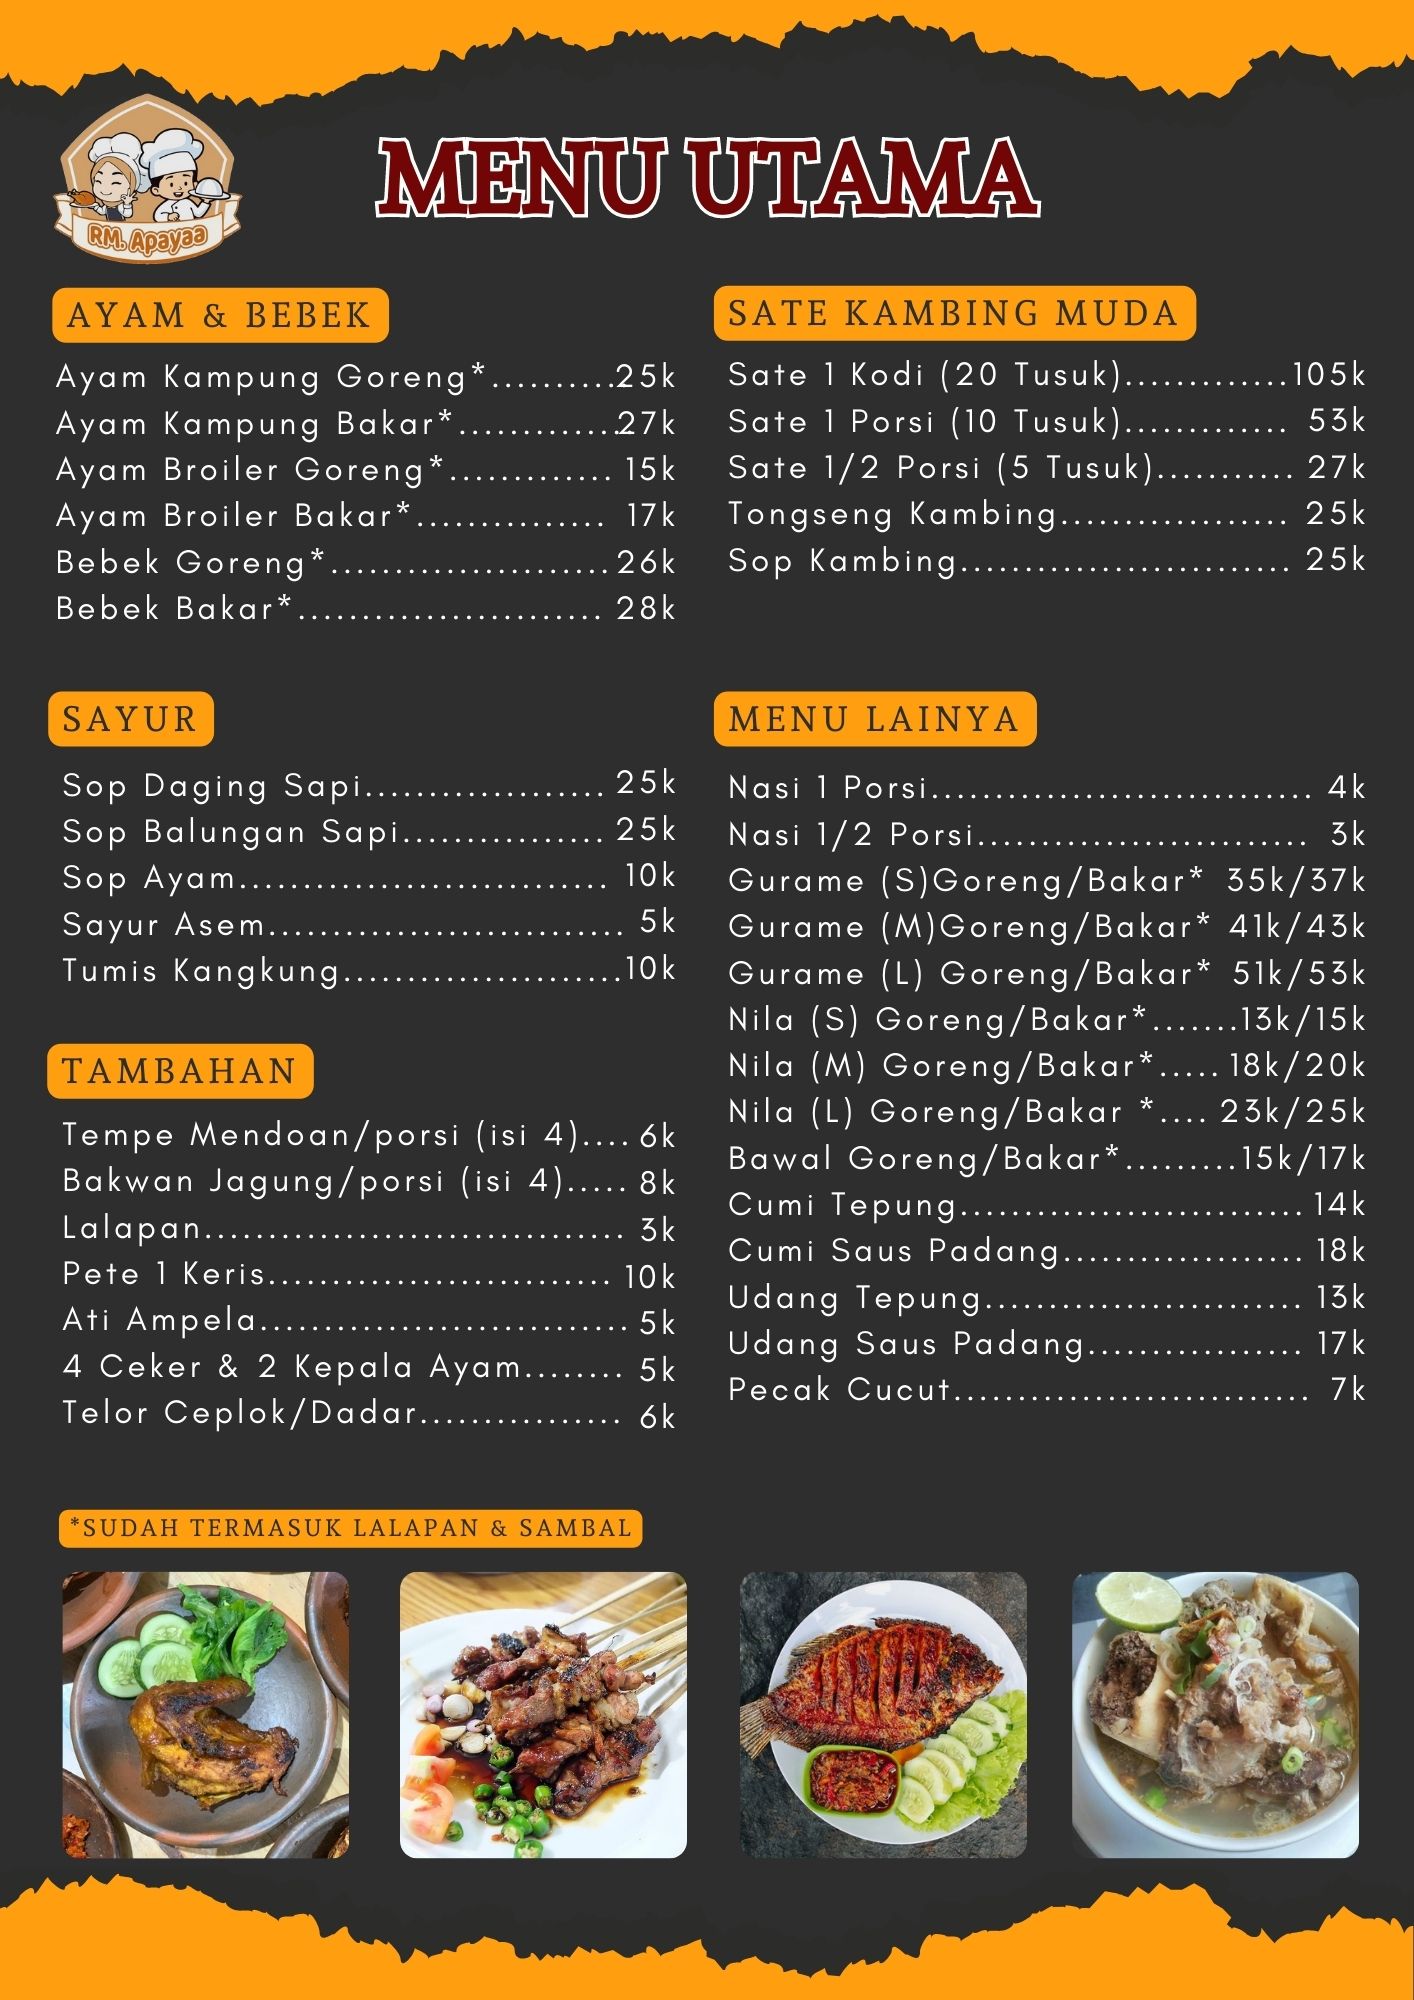 RM. Apayaa
MENU UTAMA
AYAM & BEBEK
Ayam Kampung Goreng*..........25k
Ayam Kampung Bakar*.............27k
Ayam Broiler Goreng*............. 15k
Ayam Broiler Bakar*............... 17k
Bebek Goreng*......................26k
Bebek Bakar*........................ 28k
SATE KAMBING MUDA
Sate 1 Kodi (20 Tusuk).............105k
Sate 1 Porsi (10 Tusuk)............. 53k
Sate 1/2 Porsi (5 Tusuk)........... 27k
Tongseng Kambing.................. 25k
Sop Kambing.......................... 25k
SAYUR
Sop Daging Sapi................... 25k
Sop Balungan Sapi................ 25k
Sop Ayam............................. 10k
Sayur Asem............................ 5k
Tumis Kangkung......................10k
TAMBAHAN
Tempe Mendoan/porsi (isi 4).... 6k
Bakwan Jagung/porsi (isi 4)..... 8k
Lalapan................................. 3k
Pete 1 Keris........................... 10k
Ati Ampela............................. 5k
4 Ceker & 2 Kepala Ayam........ 5k
Telor Ceplok/Dadar................ 6k
MENU LAINYA
Nasi 1 Porsi.............................. 4k
Nasi 1/2 Porsi.......................... 3k
Gurame (S)Goreng/Bakar* 35k/37k
Gurame (M)Goreng/Bakar* 41k/43k
Gurame (L) Goreng/Bakar* 51k/53k
Nila (S) Goreng/Bakar*.......13k/15k
Nila (M) Goreng/Bakar*..... 18k/20k
Nila (L) Goreng/Bakar *.... 23k/25k
Bawal Goreng/Bakar*.........15k/17k
Cumi Tepung........................... 14k
Cumi Saus Padang................... 18k
Udang Tepung......................... 13k
Udang Saus Padang................. 17k
Pecak Cucut............................ 7k
*SUDAH TERMASUK LALAPAN & SAMBAL